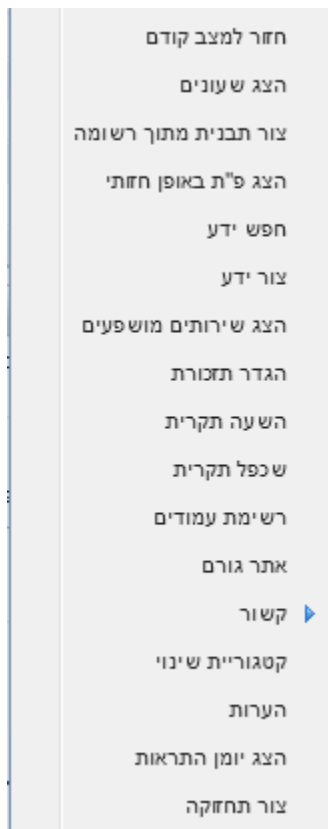 חזור למצב קודם
הצג שעונים
צור תבנית מתוך רשומה
הצג פ"ת באופן חזותי
חפש ידע
צור ידע
הצג שירותים מושפעים
הגדר תזכורת
השעה תקרית
שכפל תקרית
רשימת עמודים
אתר גורם
קשור
קטגוריית שינוי
הערות
הצג יומן התראות
צור תחזוקה